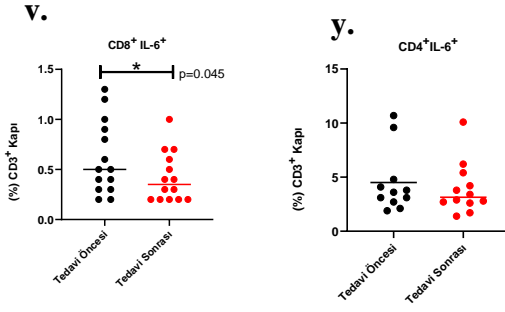 v.
CD8+ IL-6+
*
p=0.045
(%) CD3+ Kapı
1.5
1.0
0.5
0.0
Tedavi Öncesi
Tedavi Sonrası
y.
CD4+IL-6+
(%) CD3+ Kapı
15
10
5
0
Tedavi Öncesi
Tedavi Sonrası